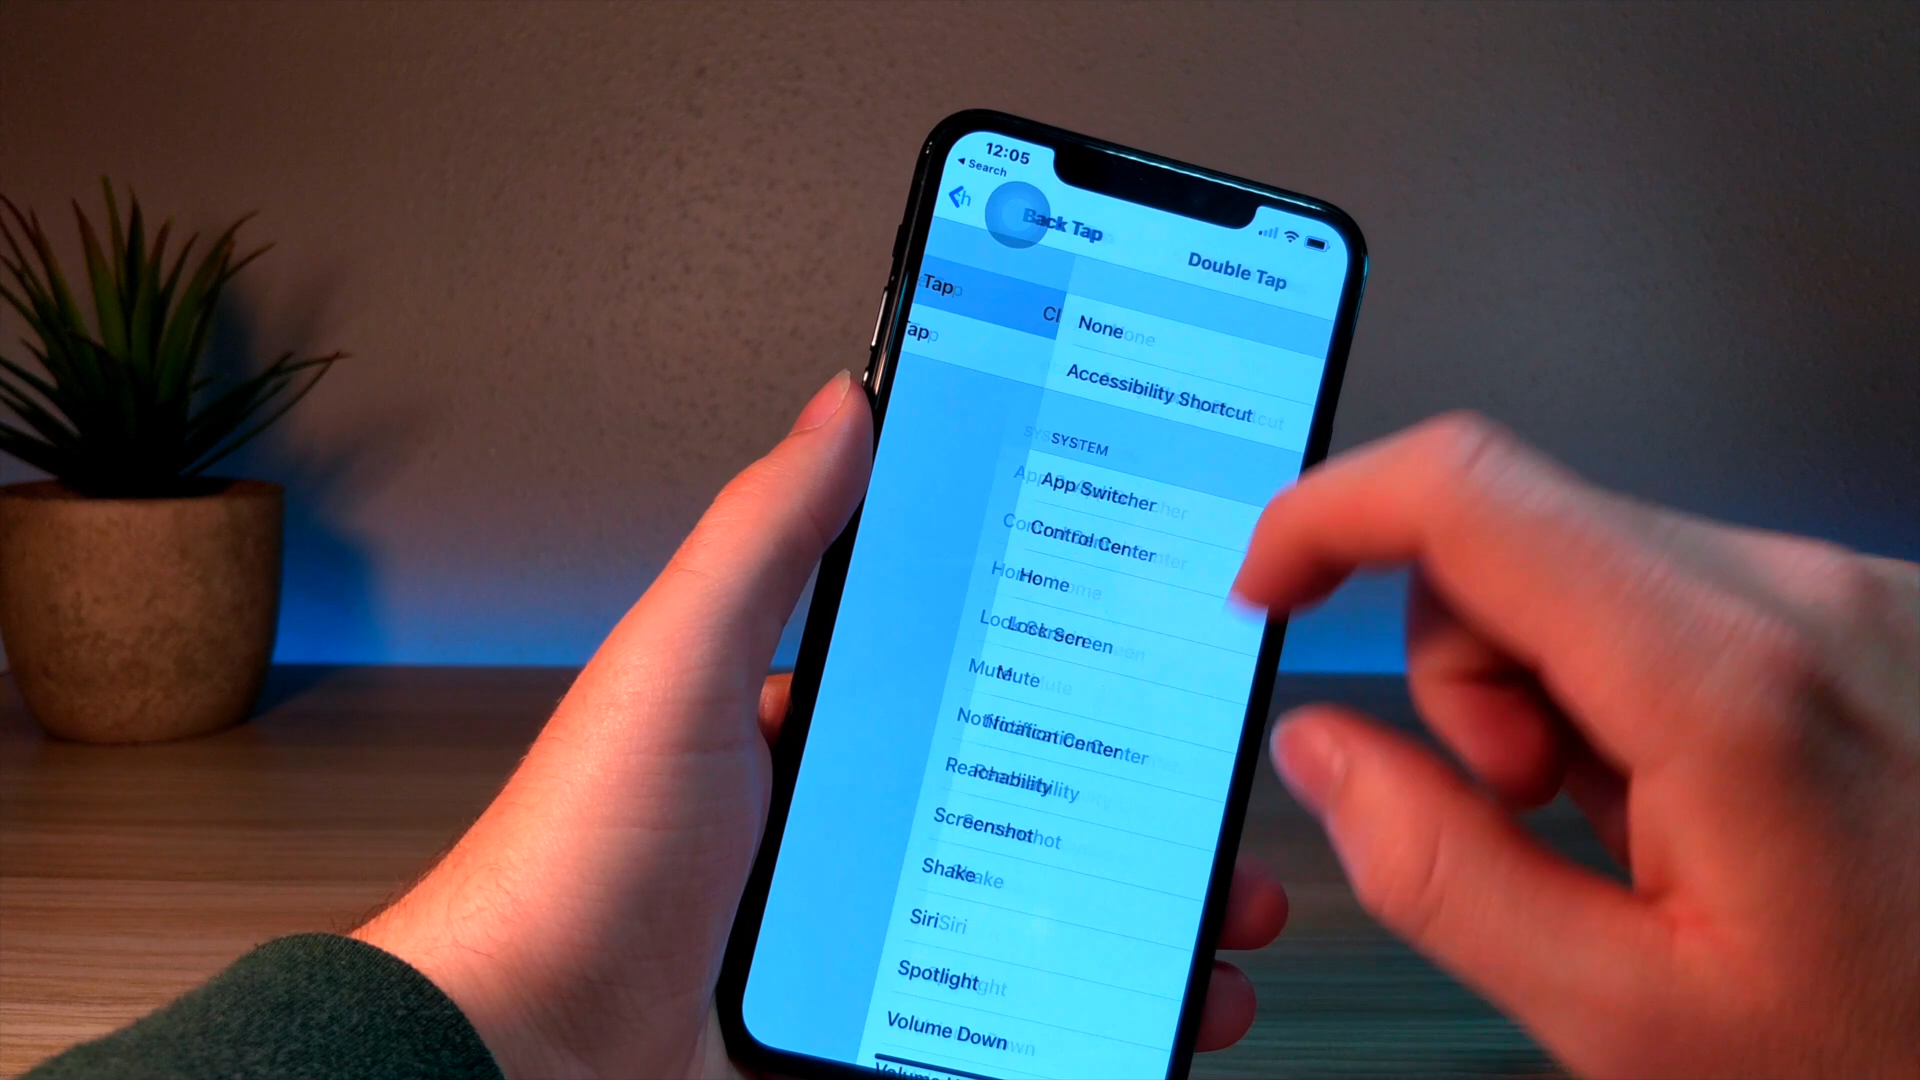 12:05
◀ Search
Back Tap
Double Tap
Tap
Tap
None
Accessibility Shortcut
SYSTEM
App Switcher
Control Center
Home
Lock Screen
Mute
Notification Center
Reachability
Screenshot
Shake
Siri
Spotlight
Volume Down